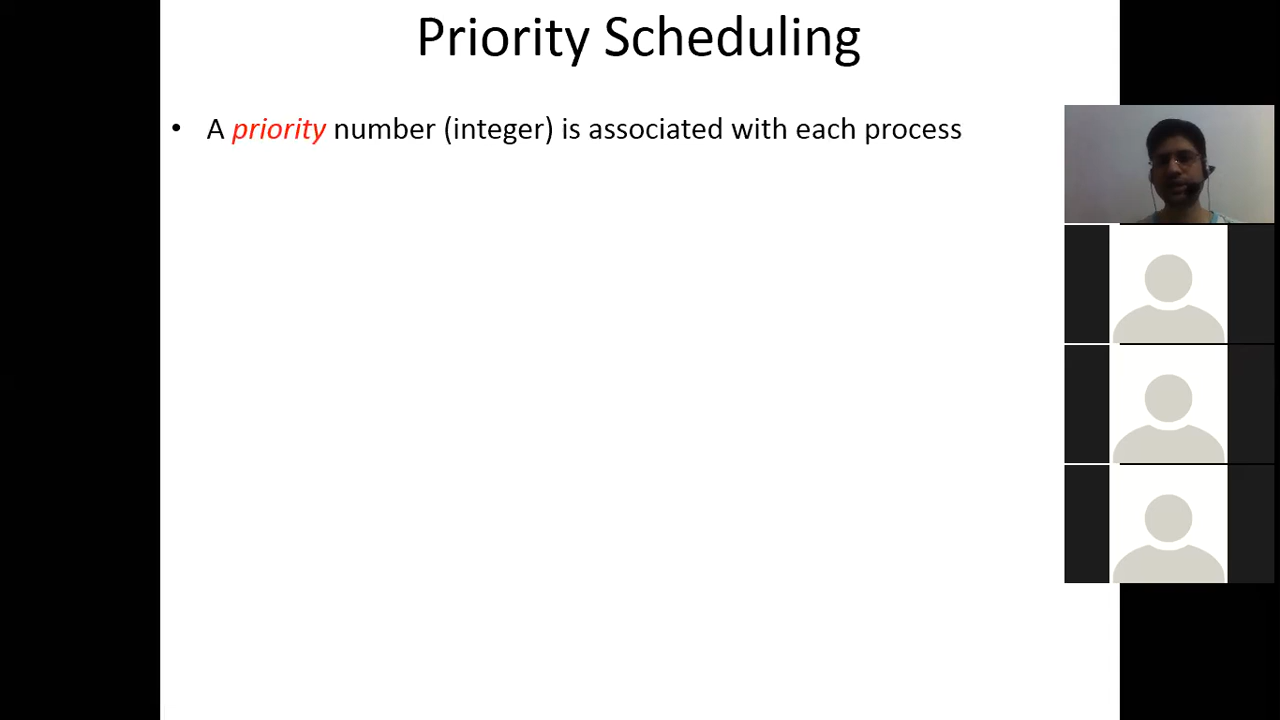 Priority Scheduling
• A priority number (integer) is associated with each process